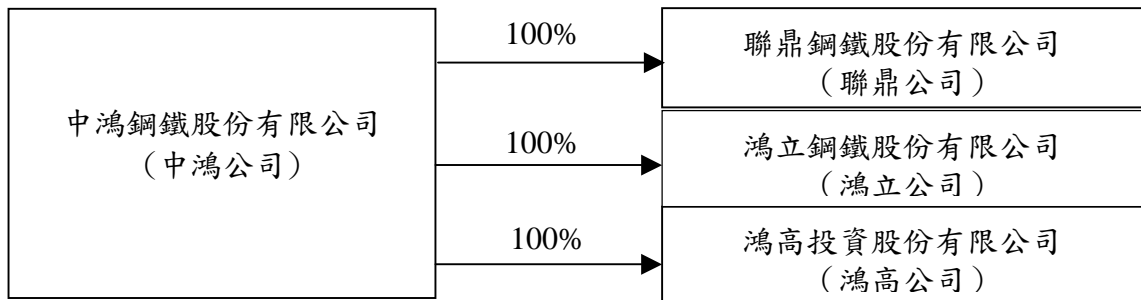 中鴻鋼鐵股份有限公司
（中鴻公司）
100%
聯鼎鋼鐵股份有限公司
（聯鼎公司）
100%
鴻立鋼鐵股份有限公司
（鴻立公司）
100%
鴻高投資股份有限公司
（鴻高公司）